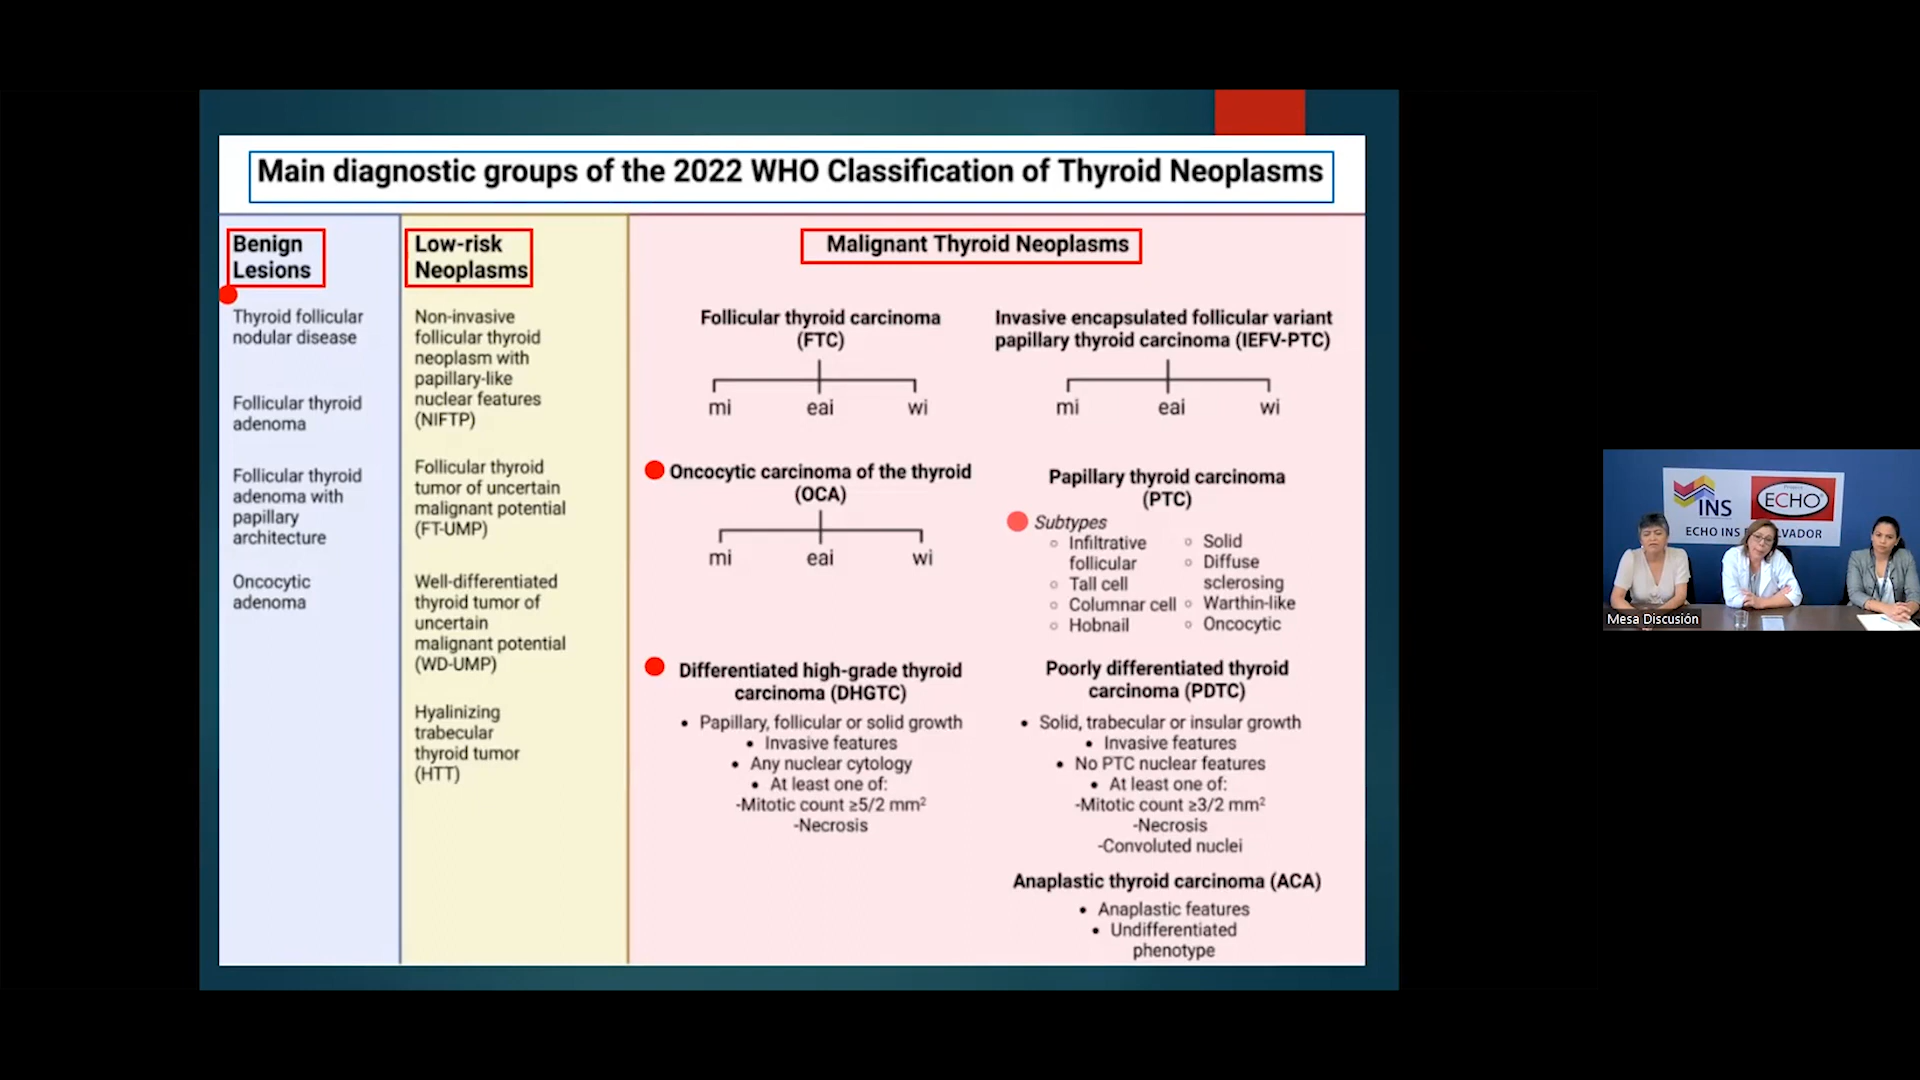 Main diagnostic groups of the 2022 WHO Classification of Thyroid Neoplasms
Benign
Lesions
Thyroid follicular
nodular disease
Follicular thyroid
adenoma
Follicular thyroid
adenoma with
papillary
architecture
Oncocytic
adenoma
Low-risk
Neoplasms
Non-invasive
follicular thyroid
neoplasm with
papillary-like
nuclear features
(NIFTP)
Follicular thyroid
tumor of uncertain
malignant potential
(FT-UMP)
Well-differentiated
thyroid tumor of
uncertain
malignant potential
(WD-UMP)
Hyalinizing
trabecular
thyroid tumor
(HTT)
Malignant Thyroid Neoplasms
Follicular thyroid carcinoma
(FTC)
mi eai wi
Invasive encapsulated follicular variant
papillary thyroid carcinoma (IEFV-PTC)
mi eai wi
Oncocytic carcinoma of the thyroid
(OCA)
mi eai wi
Papillary thyroid carcinoma
(PTC)
Subtypes
Infiltrative
follicular
Tall cell
Columnar cell
Hobnail
Solid
Diffuse
sclerosing
Warthin-like
Oncocytic
Differentiated high-grade thyroid
carcinoma (DHGTC)
• Papillary, follicular or solid growth
• Invasive features
• Any nuclear cytology
• At least one of:
-Mitotic count ≥5/2 mm²
-Necrosis
Poorly differentiated thyroid
carcinoma (PDTC)
• Solid, trabecular or insular growth
• Invasive features
• No PTC nuclear features
• At least one of:
-Mitotic count ≥3/2 mm²
-Necrosis
-Convoluted nuclei
Anaplastic thyroid carcinoma (ACA)
• Anaplastic features
• Undifferentiated
phenotype
INS
ECHO
ECHO INS
Mesa Discusión